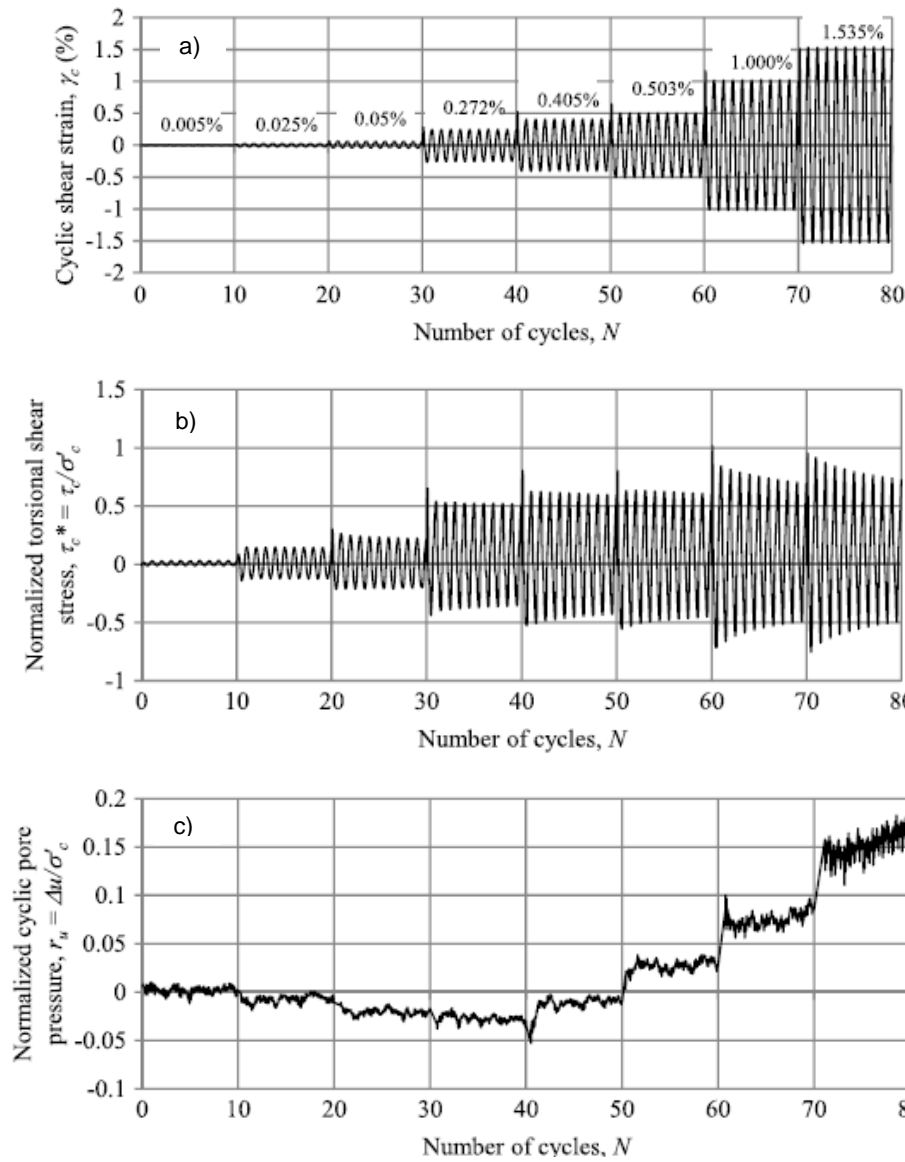 a)
Cyclic shear strain, γc (%)
2
1.5
1
0.5
0
-0.5
-1
-1.5
-2
0.005%
0.025%
0.05%
0.272%
0.405%
0.503%
1.000%
1.535%
0 10 20 30 40 50 60 70 80
Number of cycles, N
b)
Normalized torsional shear
stress, τc* = τc/σ'c
1.5
1
0.5
0
-0.5
-1
0 10 20 30 40 50 60 70 80
Number of cycles, N
c)
Normalized cyclic pore
pressure, ru = Δu/σ'c
0.2
0.15
0.1
0.05
0
-0.05
-0.1
0 10 20 30 40 50 60 70 80
Number of cycles, N